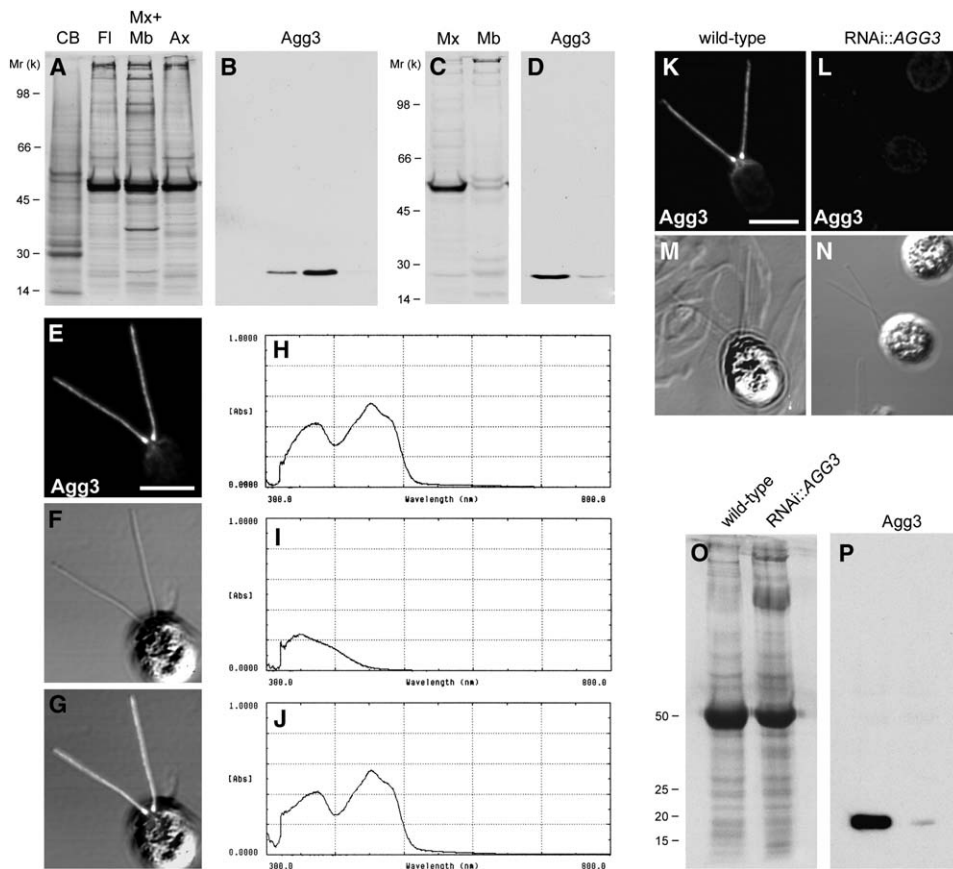 Mx+
CB Fl Mb Ax
Agg3
Mx Mb
Agg3
wild-type
RNAi::AGG3
Mr (k)
A
B
98
66
45
30
14
Mr (k)
C
D
98
66
45
30
14
K
L
Agg3
Agg3
M
N
E
Agg3
F
G
H
1.0000
[Abs]
0.0000
300.0
Wavelength (nm)
800.0
I
1.0000
[Abs]
0.0000
300.0
Wavelength (nm)
800.0
J
1.0000
[Abs]
0.0000
300.0
Wavelength (nm)
800.0
wild-type
RNAi::AGG3
Agg3
O
P
50
25
20
15